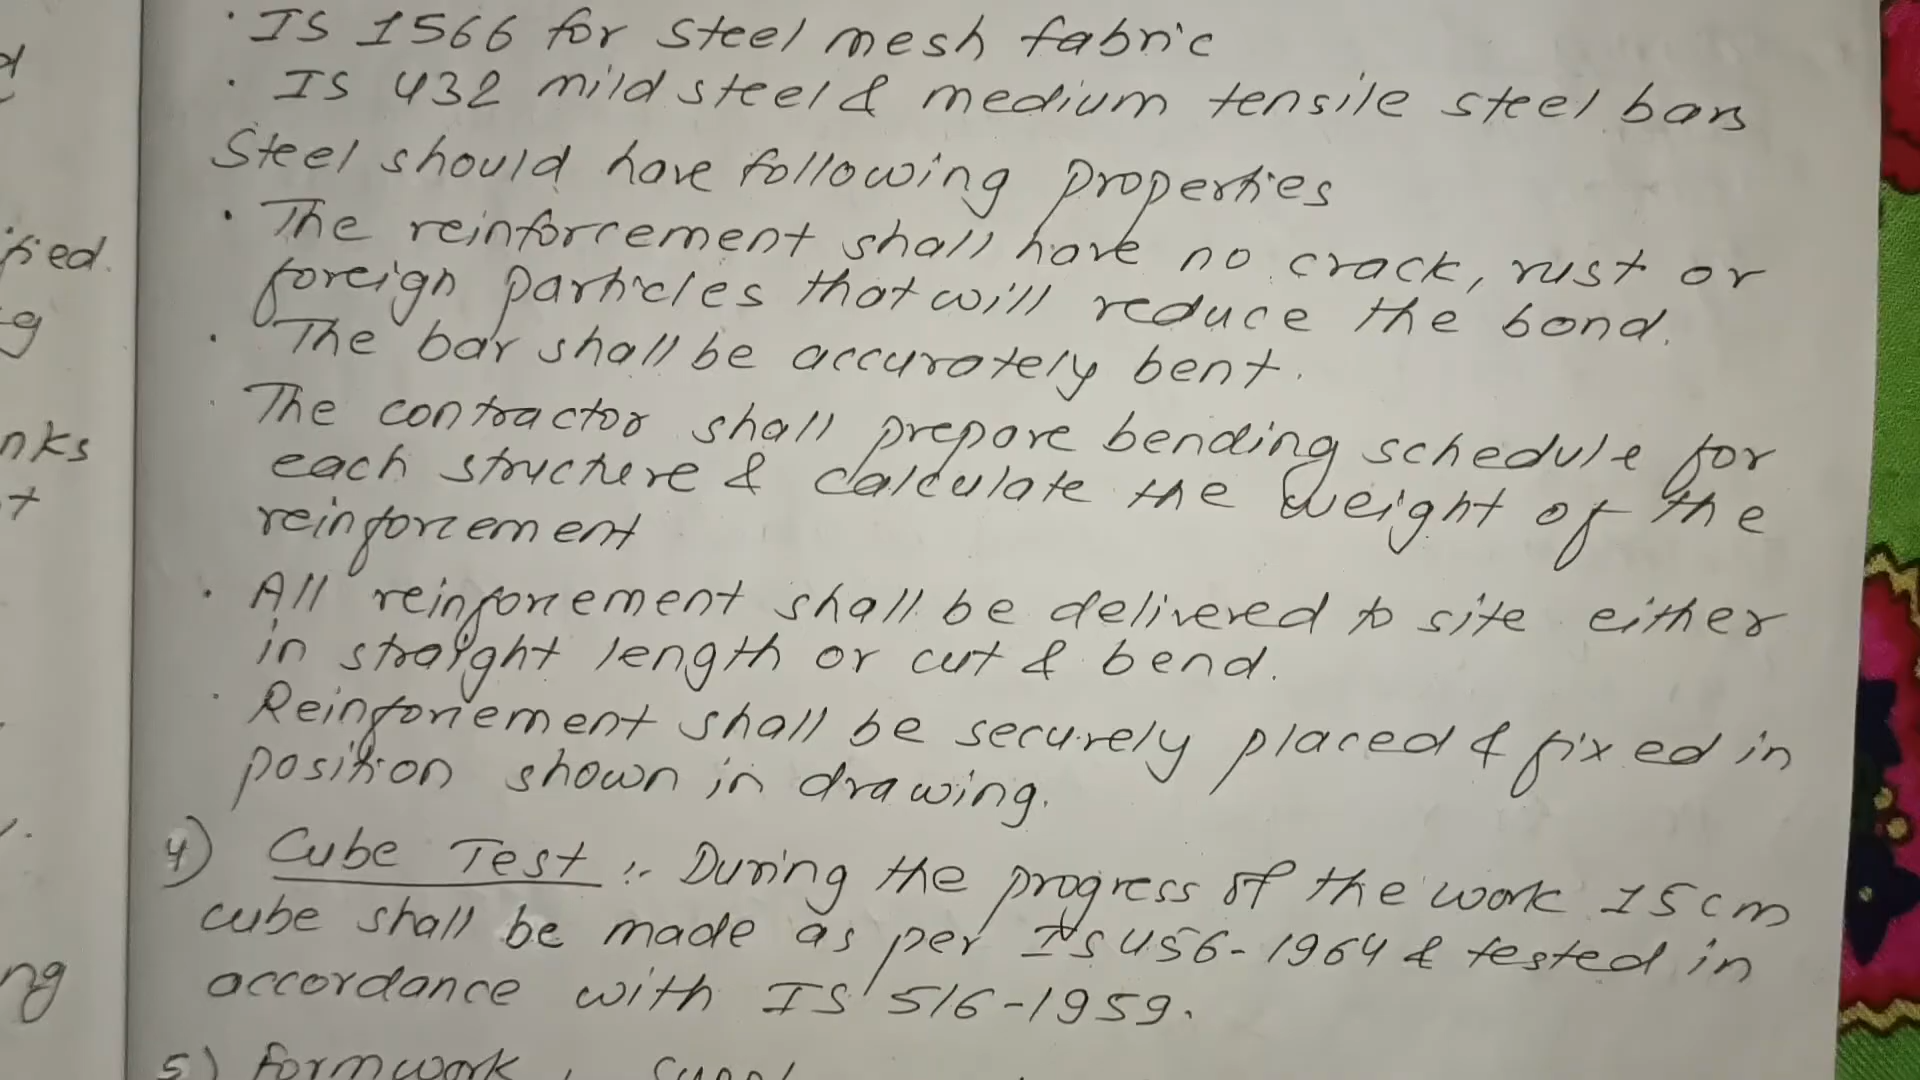 · IS 1566 for steel mesh fabric
· IS 432 mild steel & medium tensile steel bars
Steel should have following properties
· The reinforcement shall have no crack, rust or
foreign particles that will reduce the bond.
· The bar shall be accurately bent.
· The contractor shall prepare bending schedule for
each structure & calculate the weight of the
reinforcement
· All reinforcement shall be delivered to site either
in straight length or cut & bend.
· Reinforcement shall be securely placed & fixed in
position shown in drawing.
4) Cube Test :- During the progress of the work 15cm
cube shall be made as per IS 456-1964 & tested in
accordance with IS 516-1959.
5) Formwork